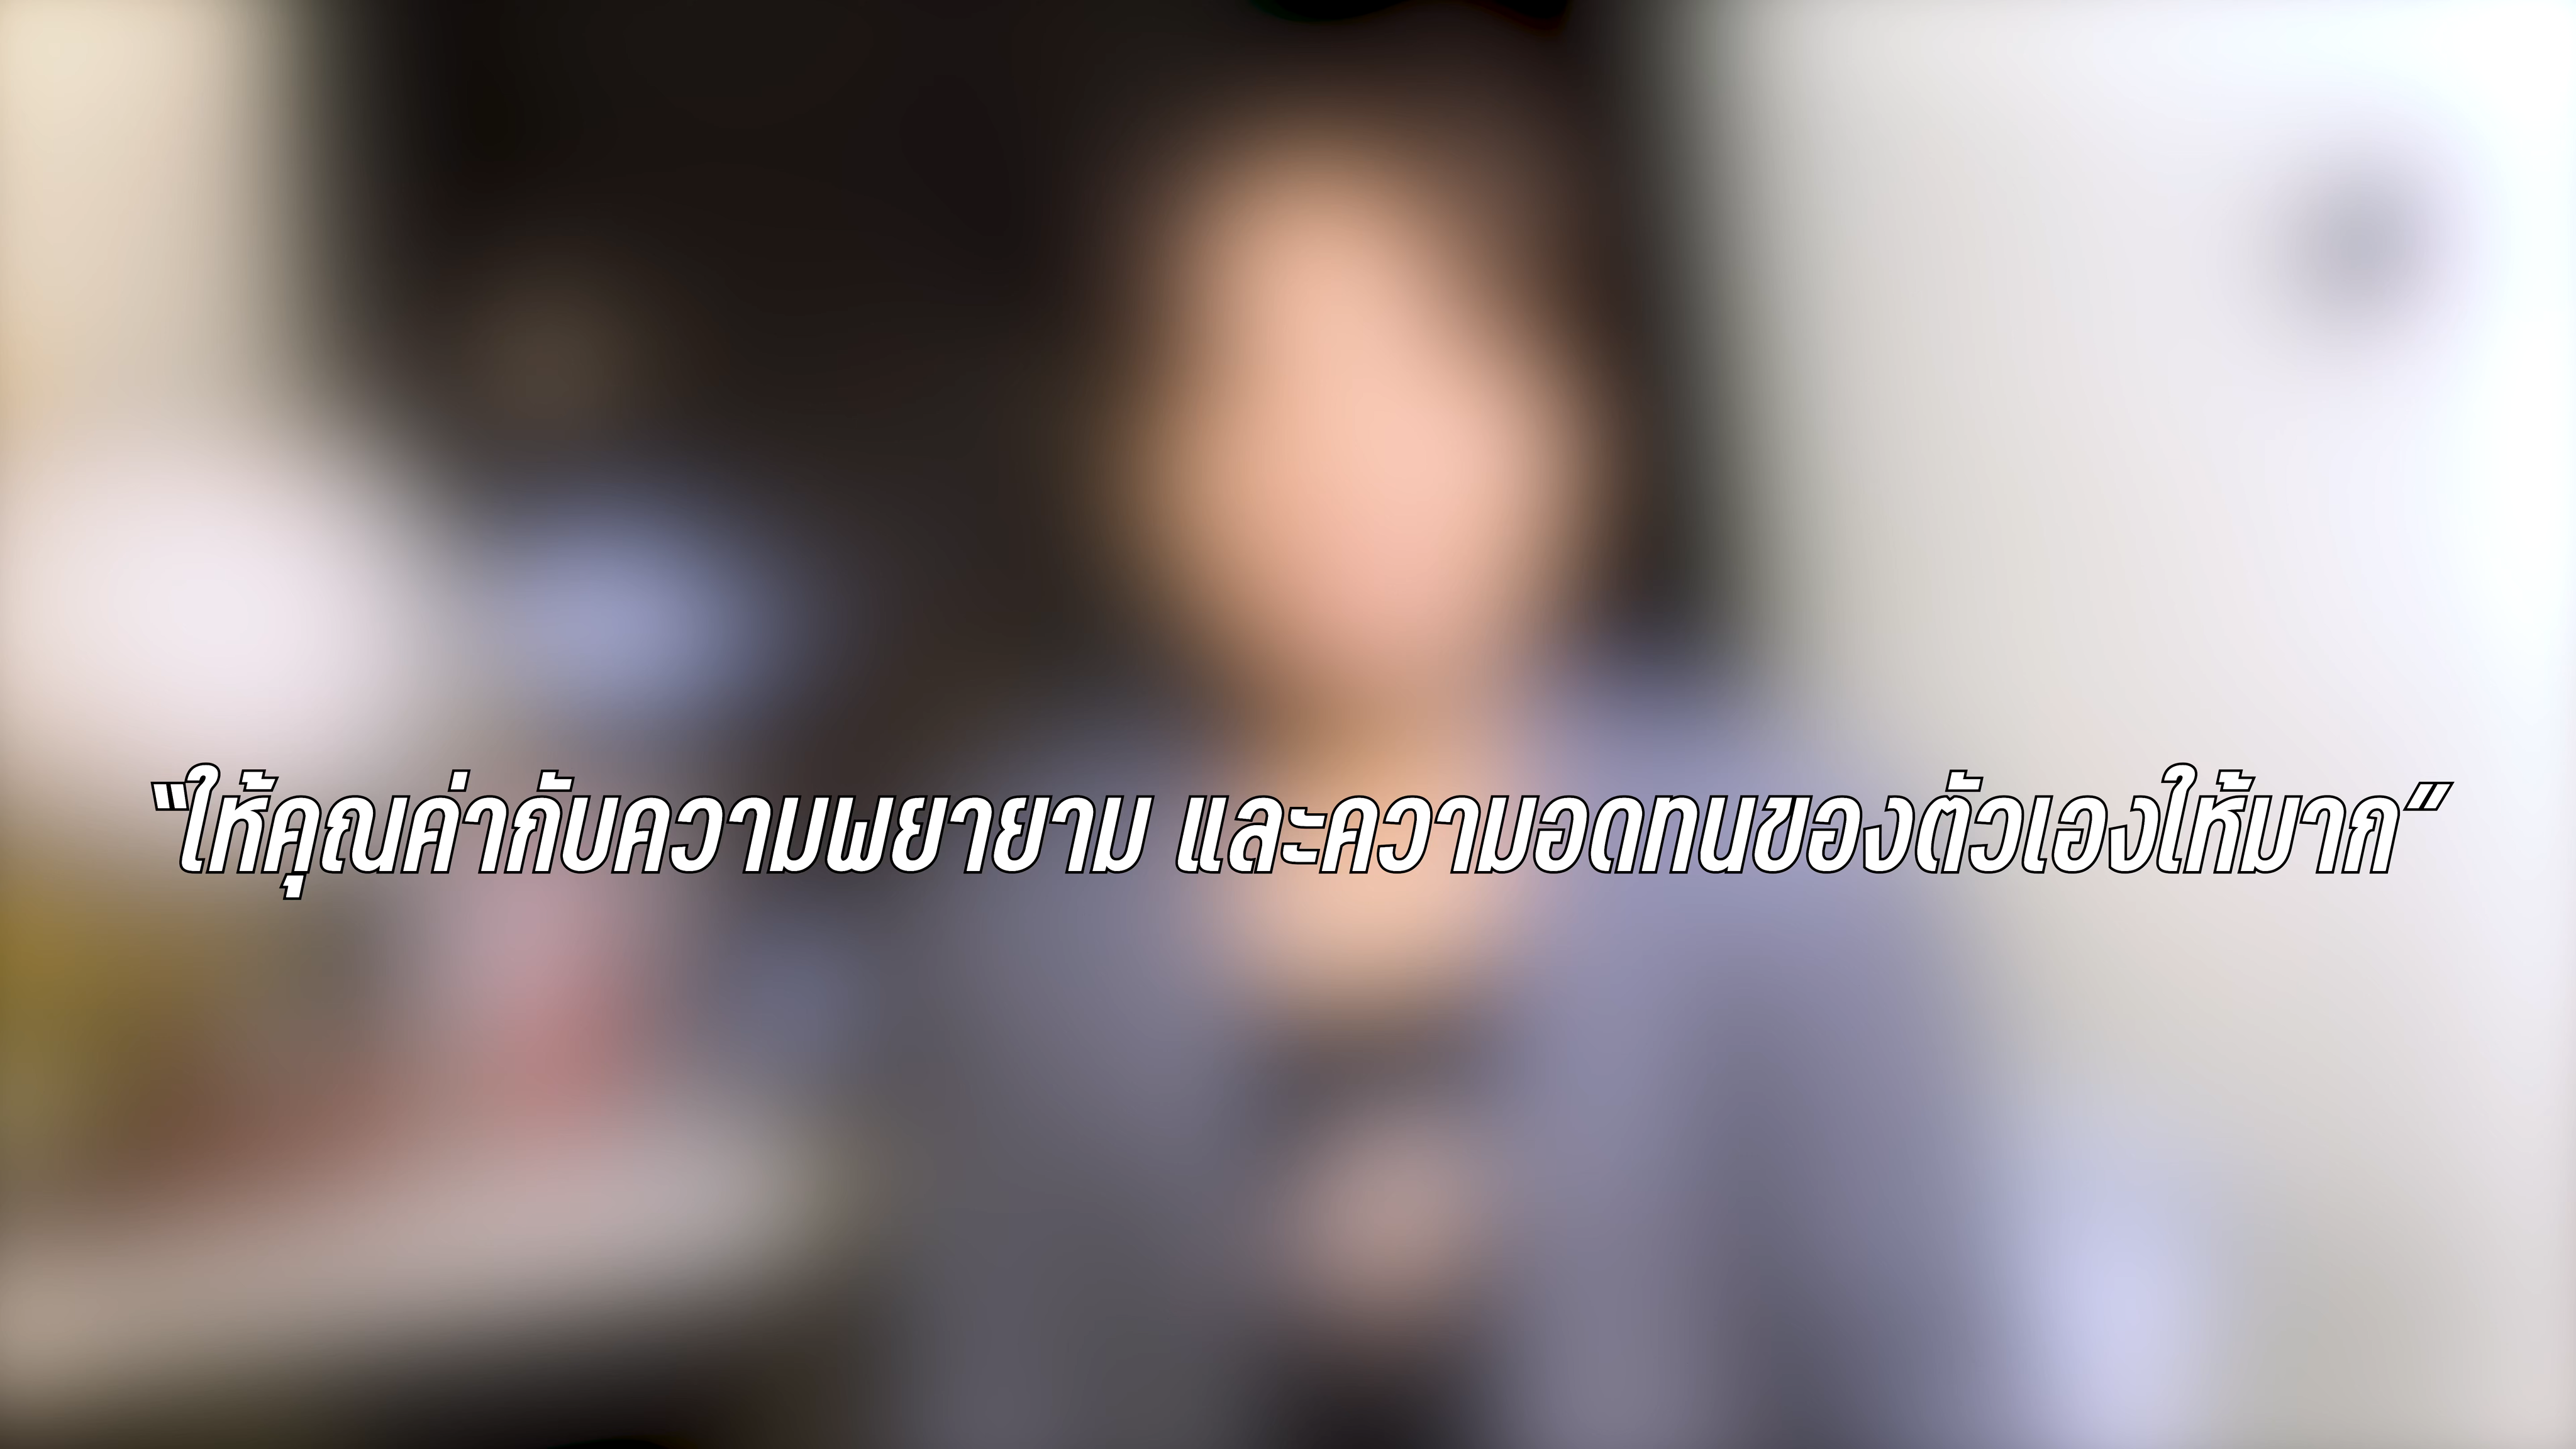 “ให้คุณค่ากับความพยายาม และความอดทนของตัวเองให้มาก”